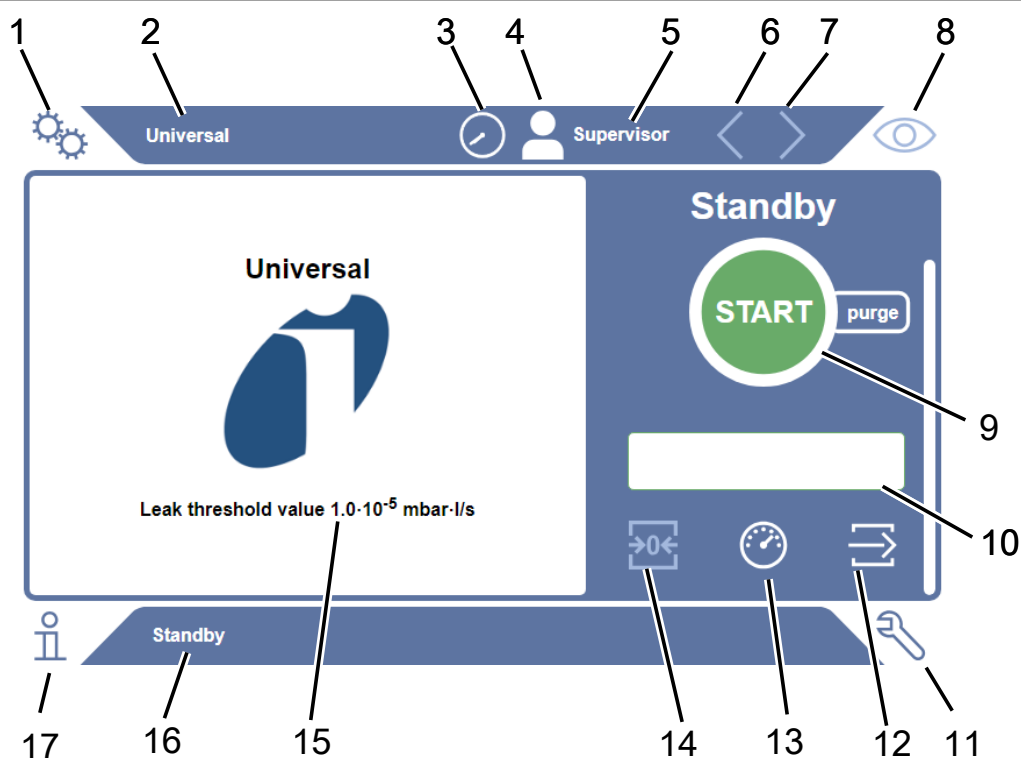 1 2 3 4 5 6 7 8
Universal Supervisor
Standby
START purge
Universal
9
Leak threshold value 1.0·10⁻⁵ mbar·l/s
10
→0←
Standby
17 16 15 14 13 12 11